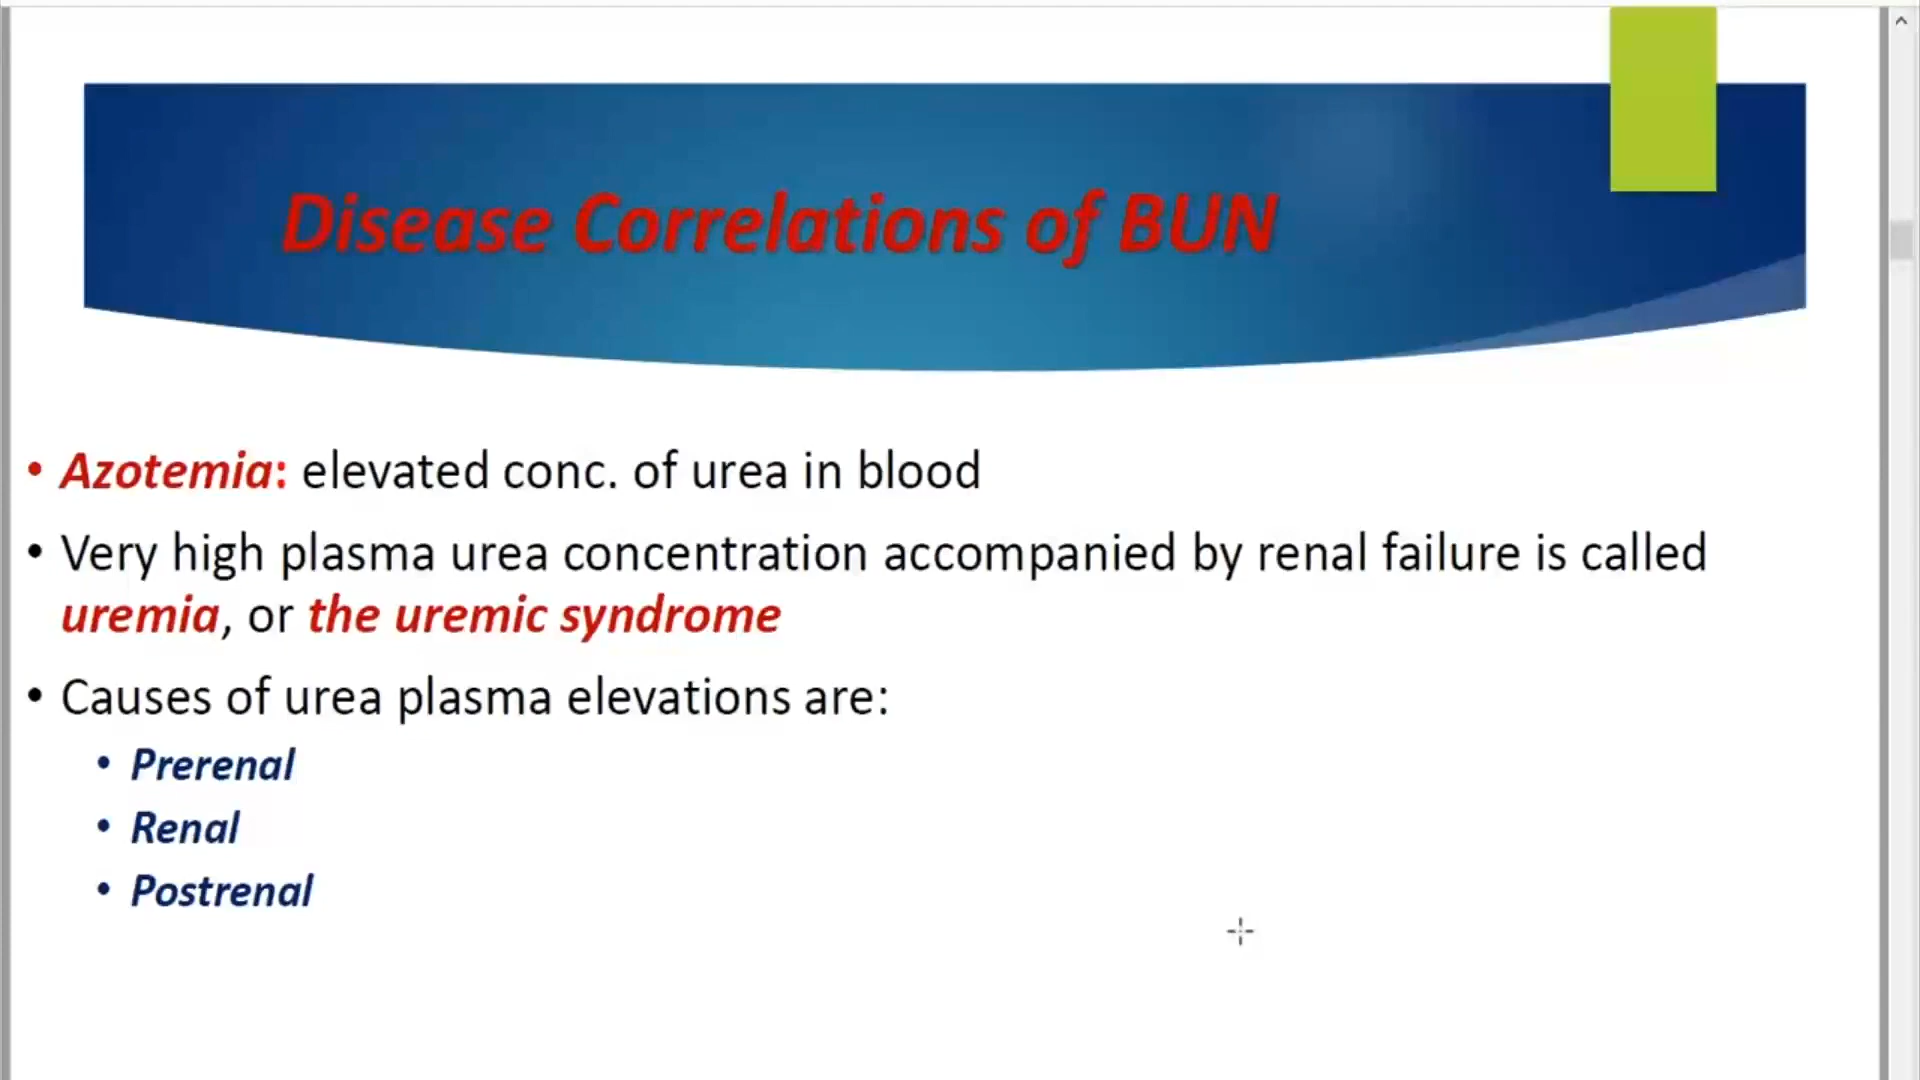 Disease Correlations of BUN
• Azotemia: elevated conc. of urea in blood
• Very high plasma urea concentration accompanied by renal failure is called
uremia, or the uremic syndrome
• Causes of urea plasma elevations are:
• Prerenal
• Renal
• Postrenal